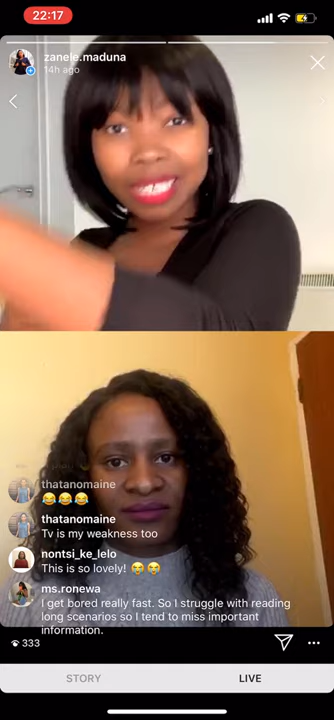 22:17
zanele.maduna
14h ago
thatanomaine
😂😂😂
thatanomaine
Tv is my weakness too
nontsi_ke_lelo
This is so lovely! 😭😭
ms.ronewa
I get bored really fast. So I struggle with reading
long scenarios so I tend to miss important
information.
333
STORY
LIVE